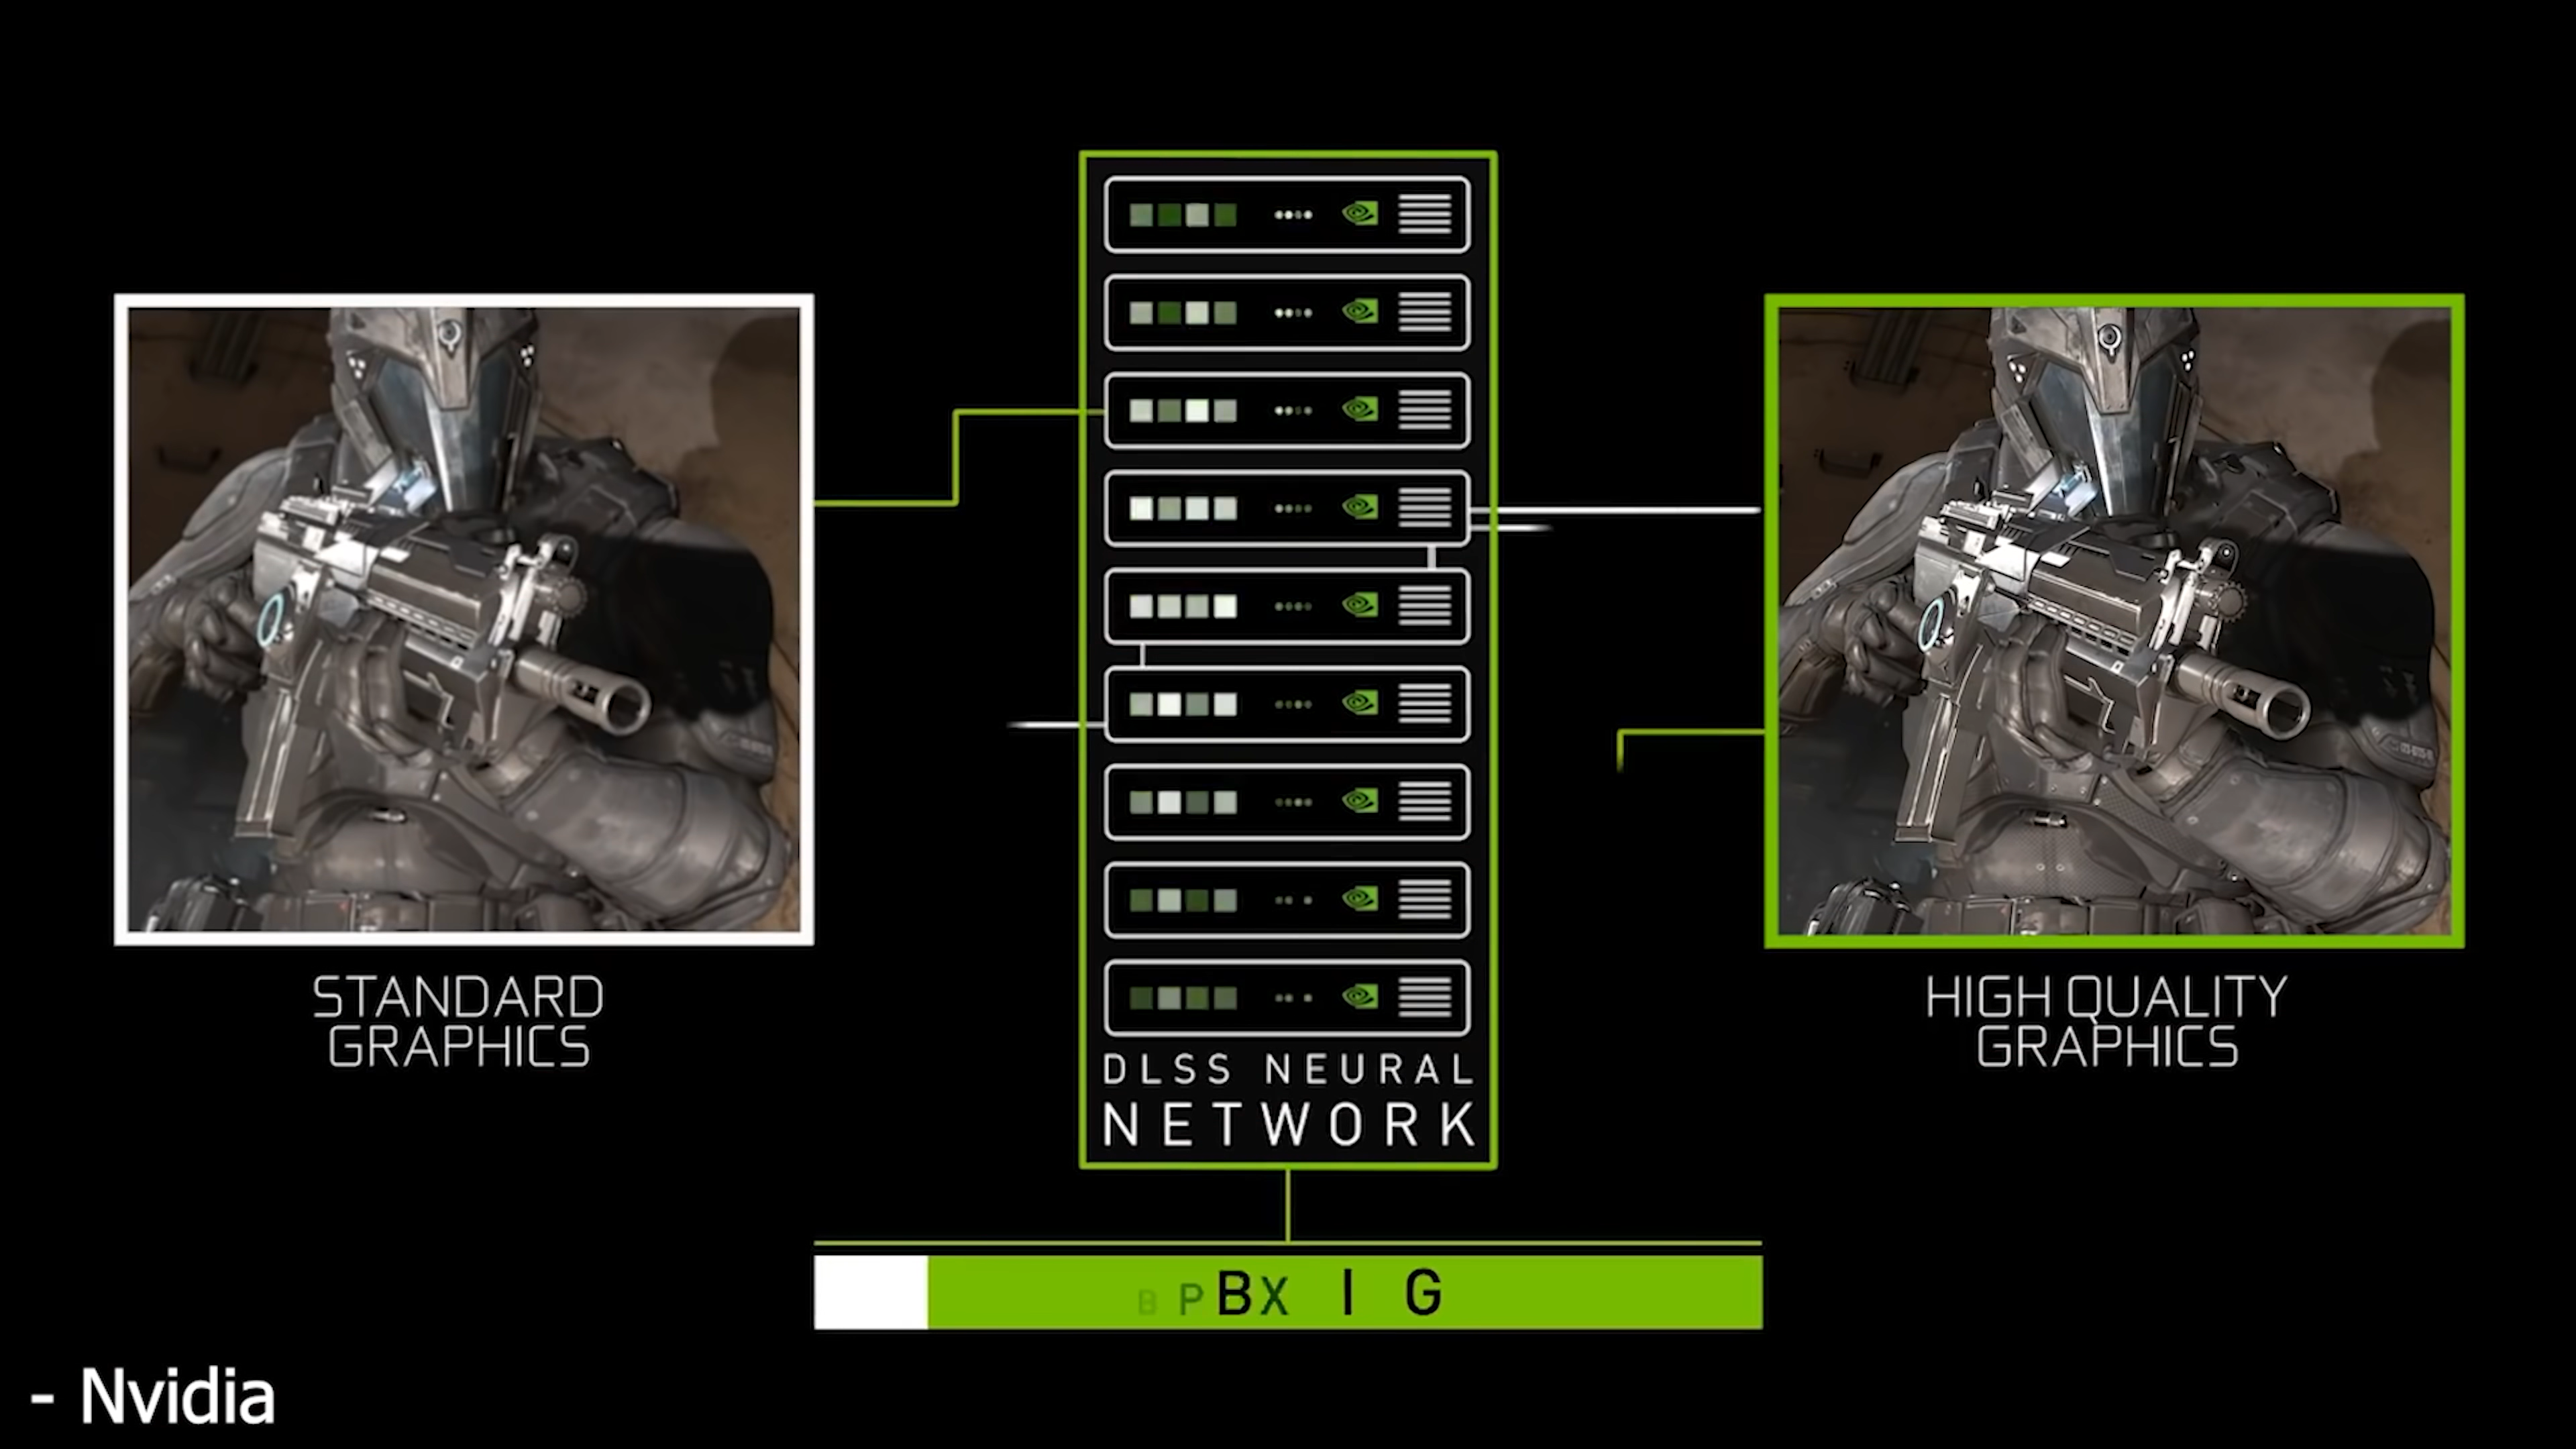 DLSS NEURAL
NETWORK
STANDARD
GRAPHICS
HIGH QUALITY
GRAPHICS
B P B X I G
- Nvidia